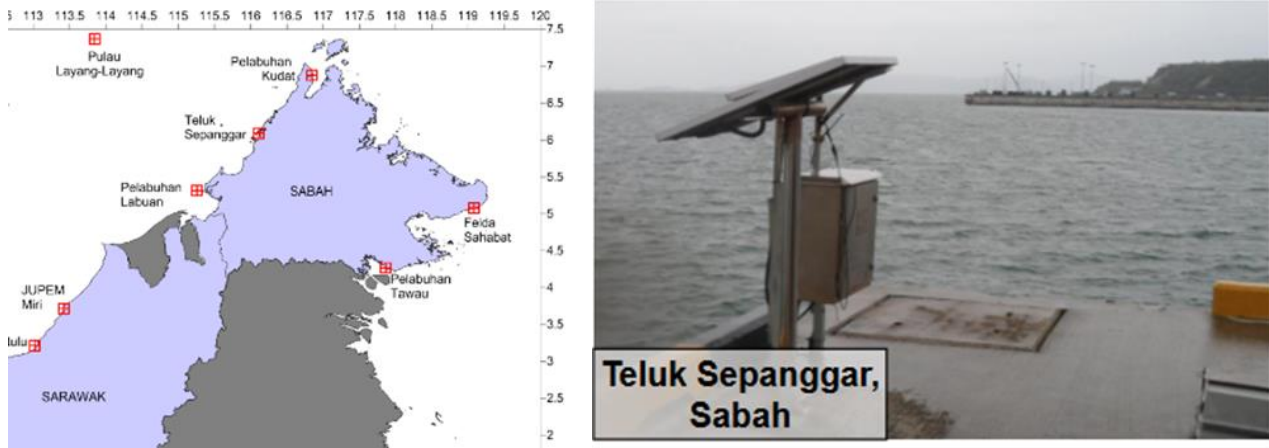 5 113 113.5 114 114.5 115 115.5 116 116.5 117 117.5 118 118.5 119 119.5 120
7.5
Pulau
Layang-Layang
Pelabuhan
Kudat
7
6.5
Teluk
Sepanggar
6
5.5
Pelabuhan
Labuan
SABAH
5
Felda
Sahabat
4.5
Pelabuhan
Tawau
4
JUPEM
Miri
3.5
ulu
3
SARAWAK
2.5
2
Teluk Sepanggar,
Sabah